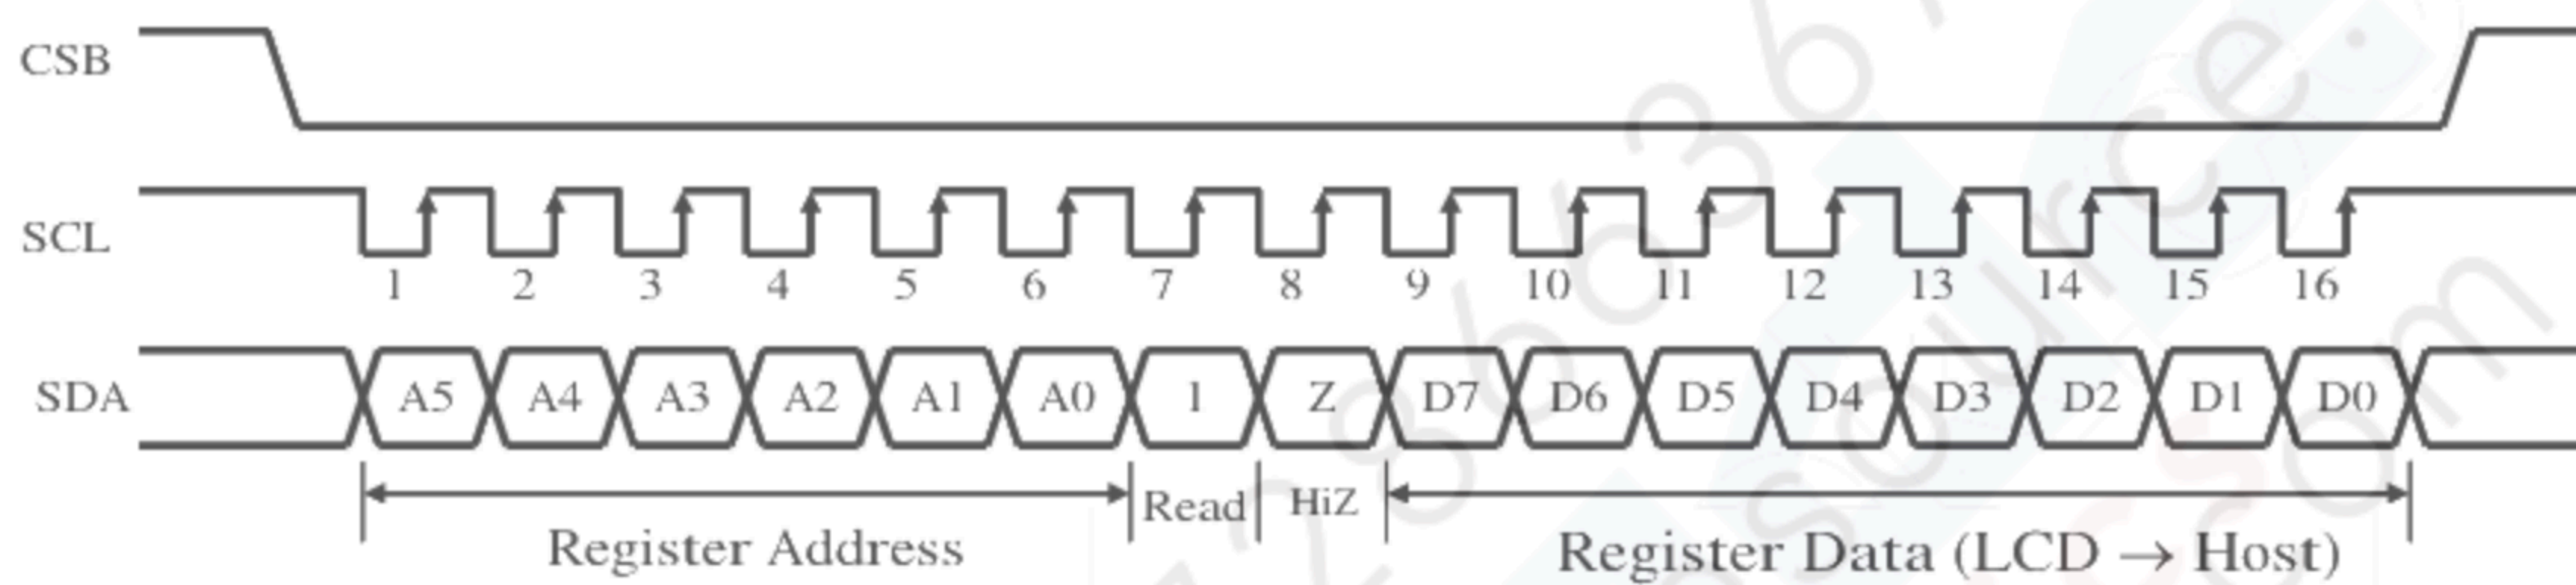 CSB
SCL
1 2 3 4 5 6 7 8 9 10 11 12 13 14 15 16
SDA A5 A4 A3 A2 A1 A0 1 Z D7 D6 D5 D4 D3 D2 D1 D0
Read HiZ
Register Address Register Data (LCD → Host)